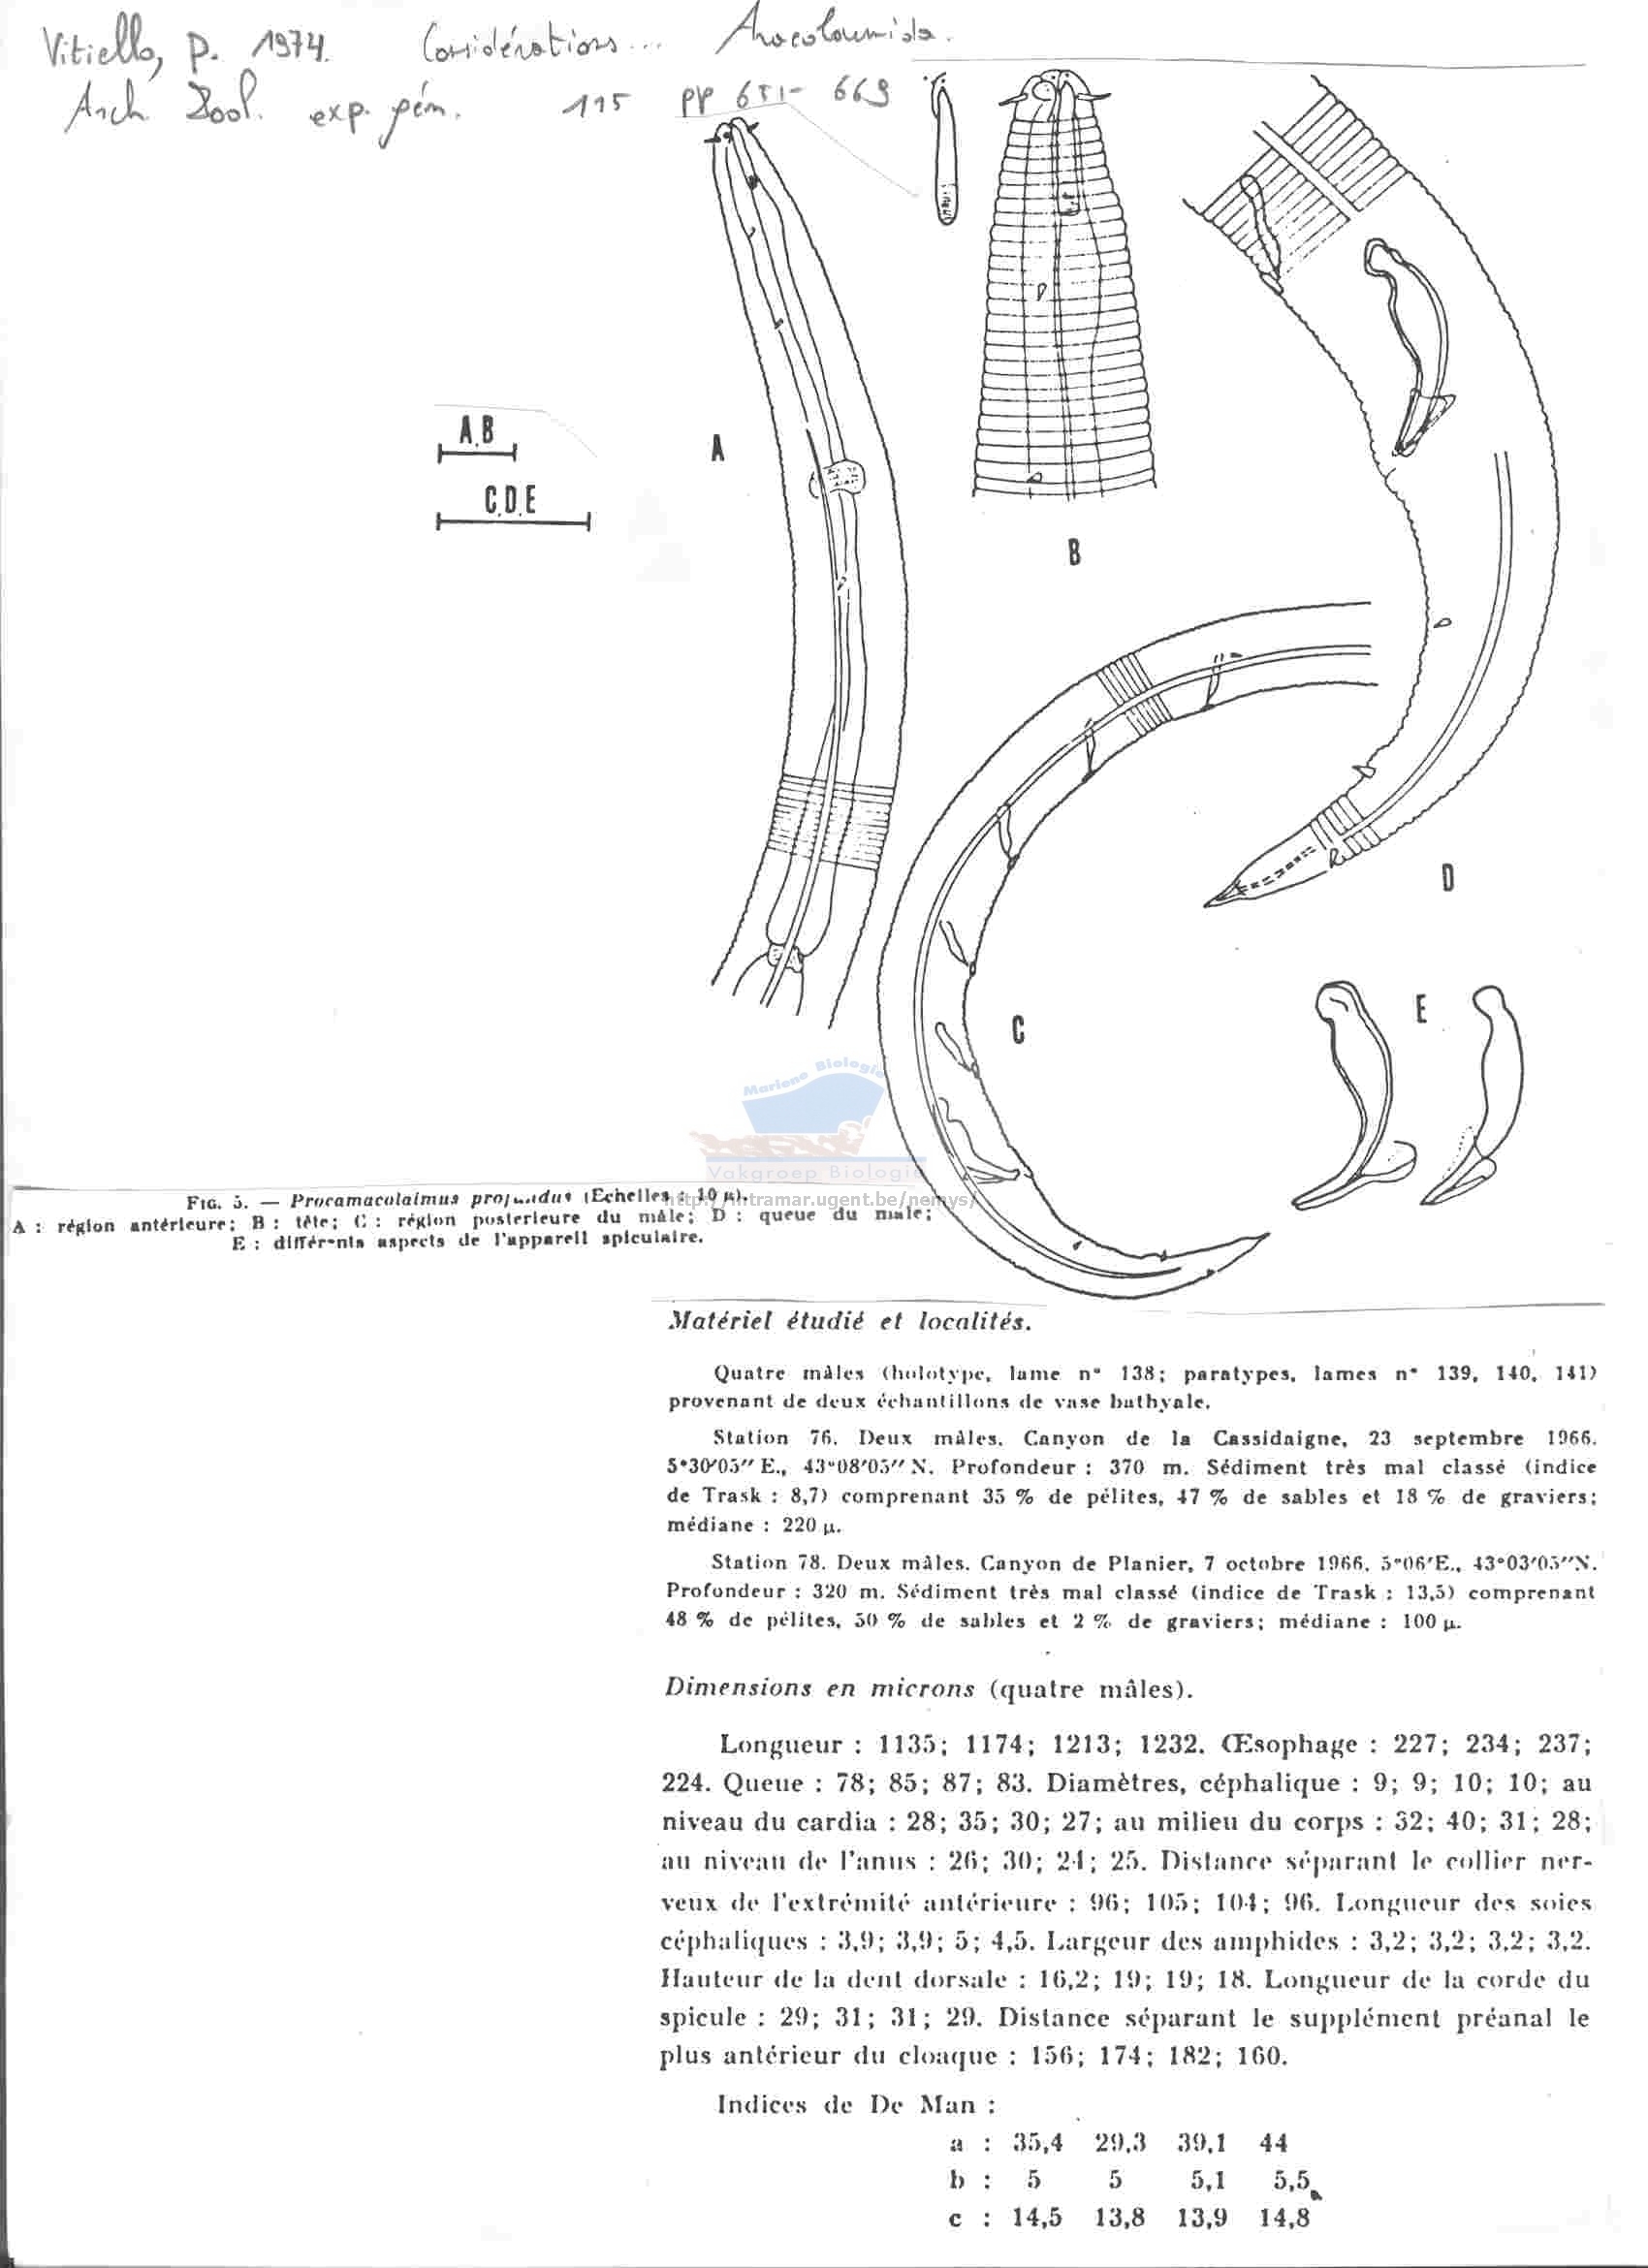 Vitiello, P. 1974. Considérations... Araeolaimida.
Arch Zool. exp. gén. 115 pp 651-669
A.B
C.D.E
A
B
D
C
E
Mariene Biologie
Vakgroep Biologie
http://intramar.ugent.be/nemys/
FIG. 5. — Procamacolaimus profundus (Echelles : 10 µ).
A : région antérieure; B : tête; C : région postérieure du mâle; D : queue du mâle;
E : différents aspects de l'appareil spiculaire.
Matériel étudié et localités.
Quatre mâles (holotype, lame n° 138; paratypes, lames n° 139, 140, 141)
provenant de deux échantillons de vase bathyale.
Station 76. Deux mâles. Canyon de la Cassidaigne, 23 septembre 1966.
5°30'05" E., 43°08'05" N. Profondeur : 370 m. Sédiment très mal classé (indice
de Trask : 8,7) comprenant 35 % de pélites, 47 % de sables et 18 % de graviers;
médiane : 220 µ.
Station 78. Deux mâles. Canyon de Planier, 7 octobre 1966. 5°06'E., 43°03'05"N.
Profondeur : 320 m. Sédiment très mal classé (indice de Trask : 13,5) comprenant
48 % de pélites, 50 % de sables et 2 % de graviers; médiane : 100 µ.
Dimensions en microns (quatre mâles).
Longueur : 1135; 1174; 1213; 1232. Œsophage : 227; 234; 237;
224. Queue : 78; 85; 87; 83. Diamètres, céphalique : 9; 9; 10; 10; au
niveau du cardia : 28; 35; 30; 27; au milieu du corps : 32; 40; 31; 28;
au niveau de l'anus : 26; 30; 24; 25. Distance séparant le collier ner-
veux de l'extrémité antérieure : 96; 105; 104; 96. Longueur des soies
céphaliques : 3,9; 3,9; 5; 4,5. Largeur des amphides : 3,2; 3,2; 3,2; 3,2.
Hauteur de la dent dorsale : 16,2; 19; 19; 18. Longueur de la corde du
spicule : 29; 31; 31; 29. Distance séparant le supplément préanal le
plus antérieur du cloaque : 156; 174; 182; 160.
Indices de De Man :
a : 35,4 29,3 39,1 44
b : 5 5 5,1 5,5
c : 14,5 13,8 13,9 14,8